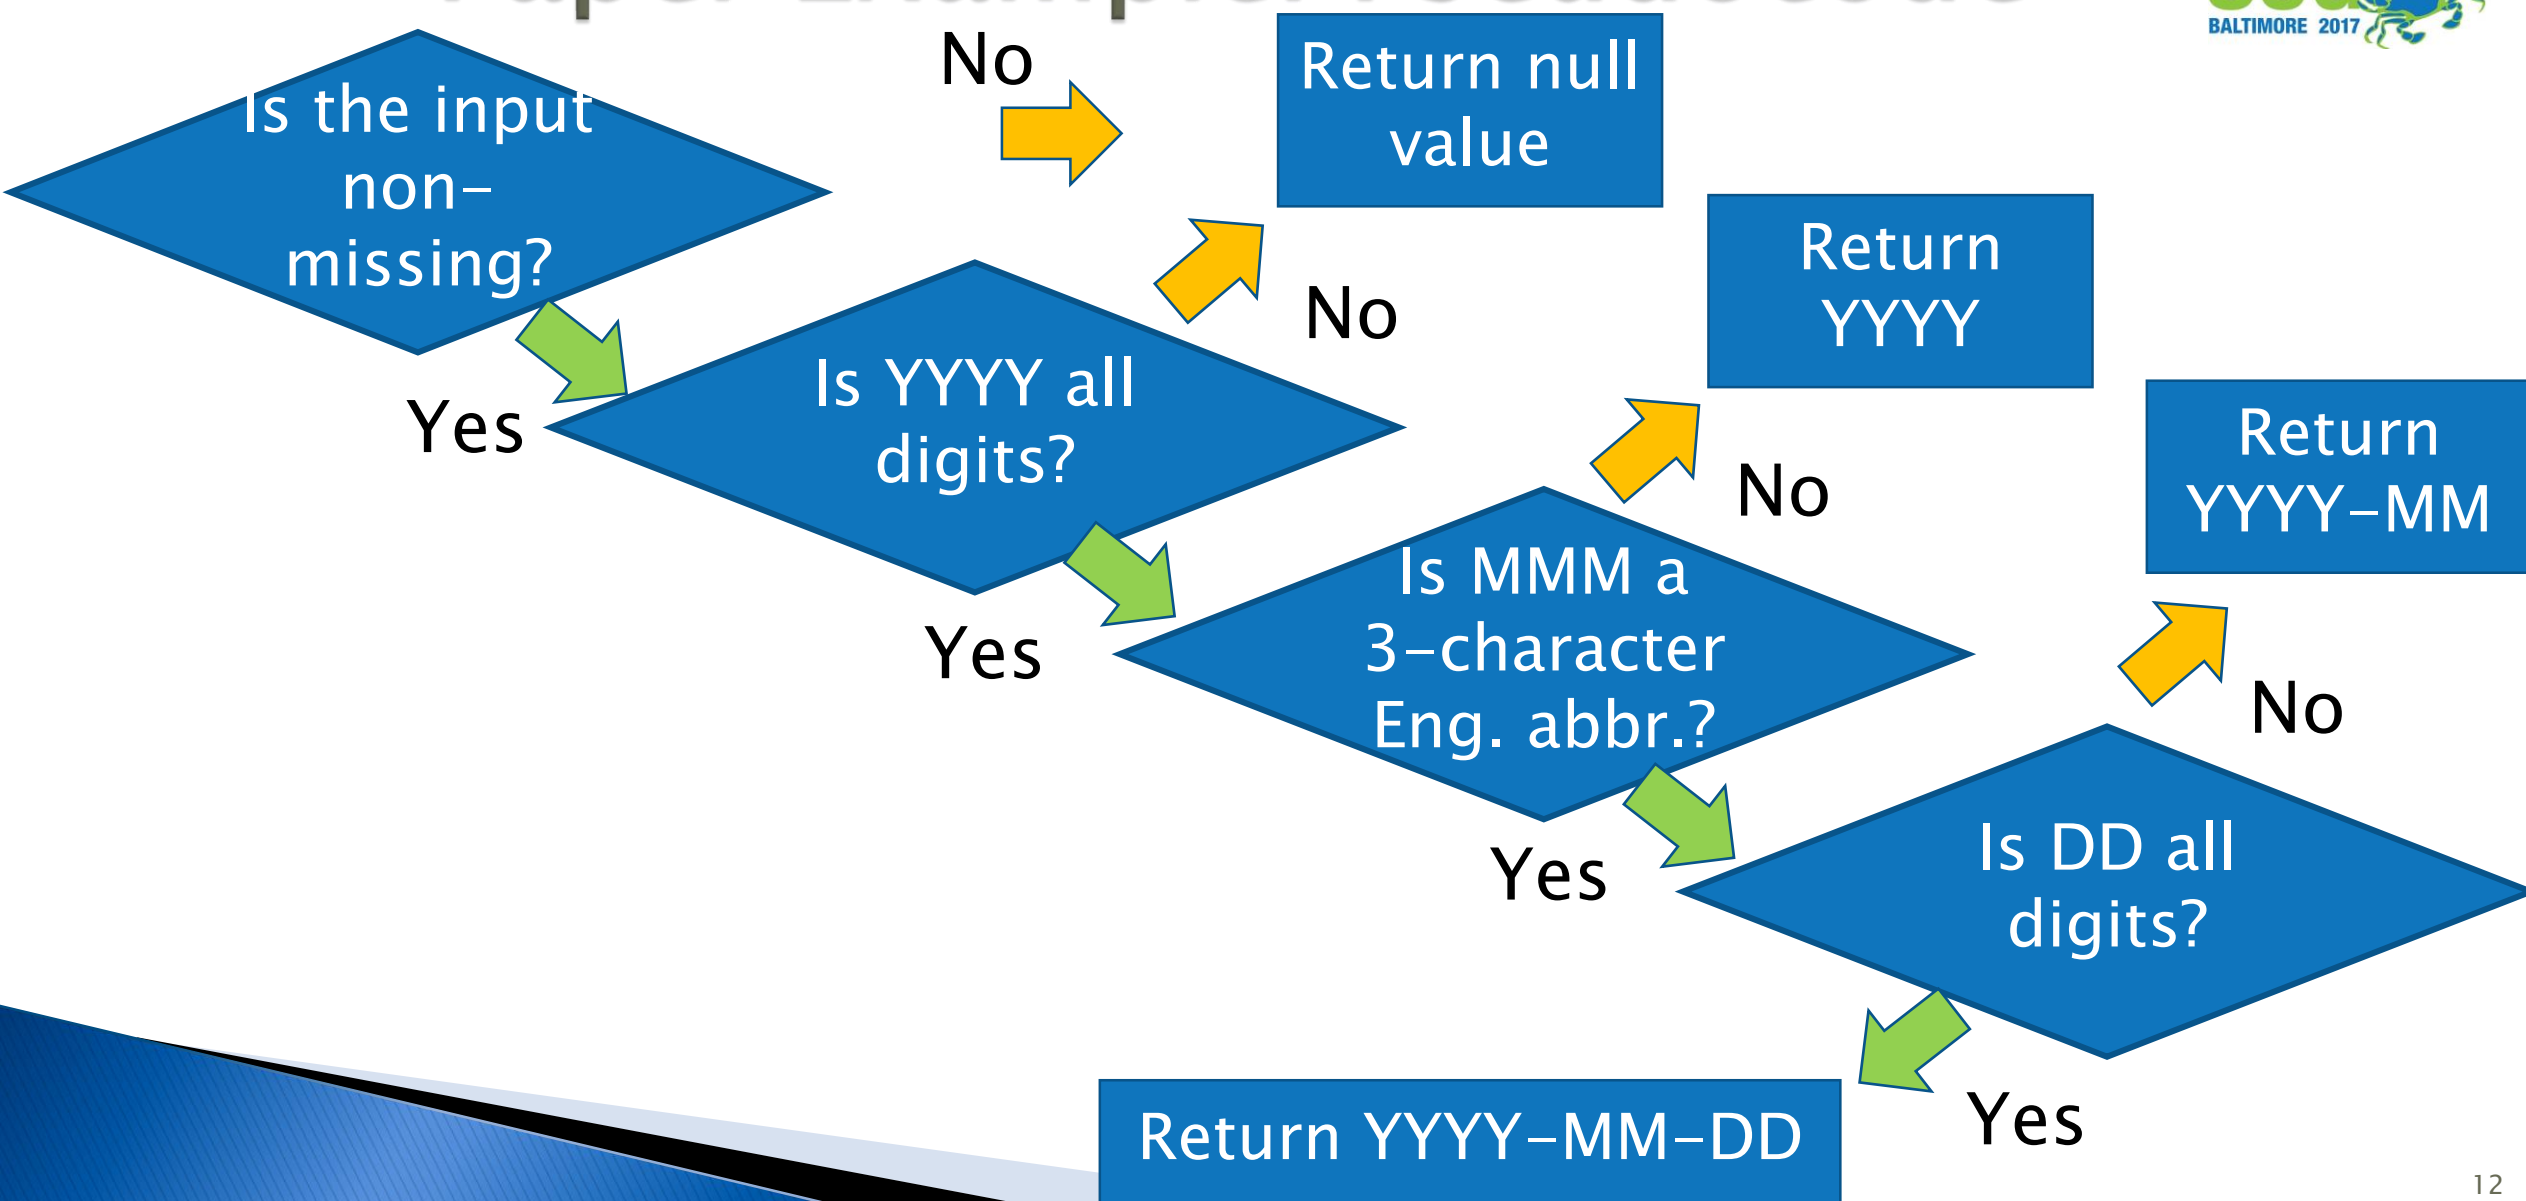 BALTIMORE 2017
No
Return null
value
Is the input
non-
missing?
Return
YYYY
No
Is YYYY all
digits?
Yes
Return
YYYY-MM
No
Is MMM a
3-character
Eng. abbr.?
Yes
No
Is DD all
digits?
Yes
Return YYYY-MM-DD
Yes
12